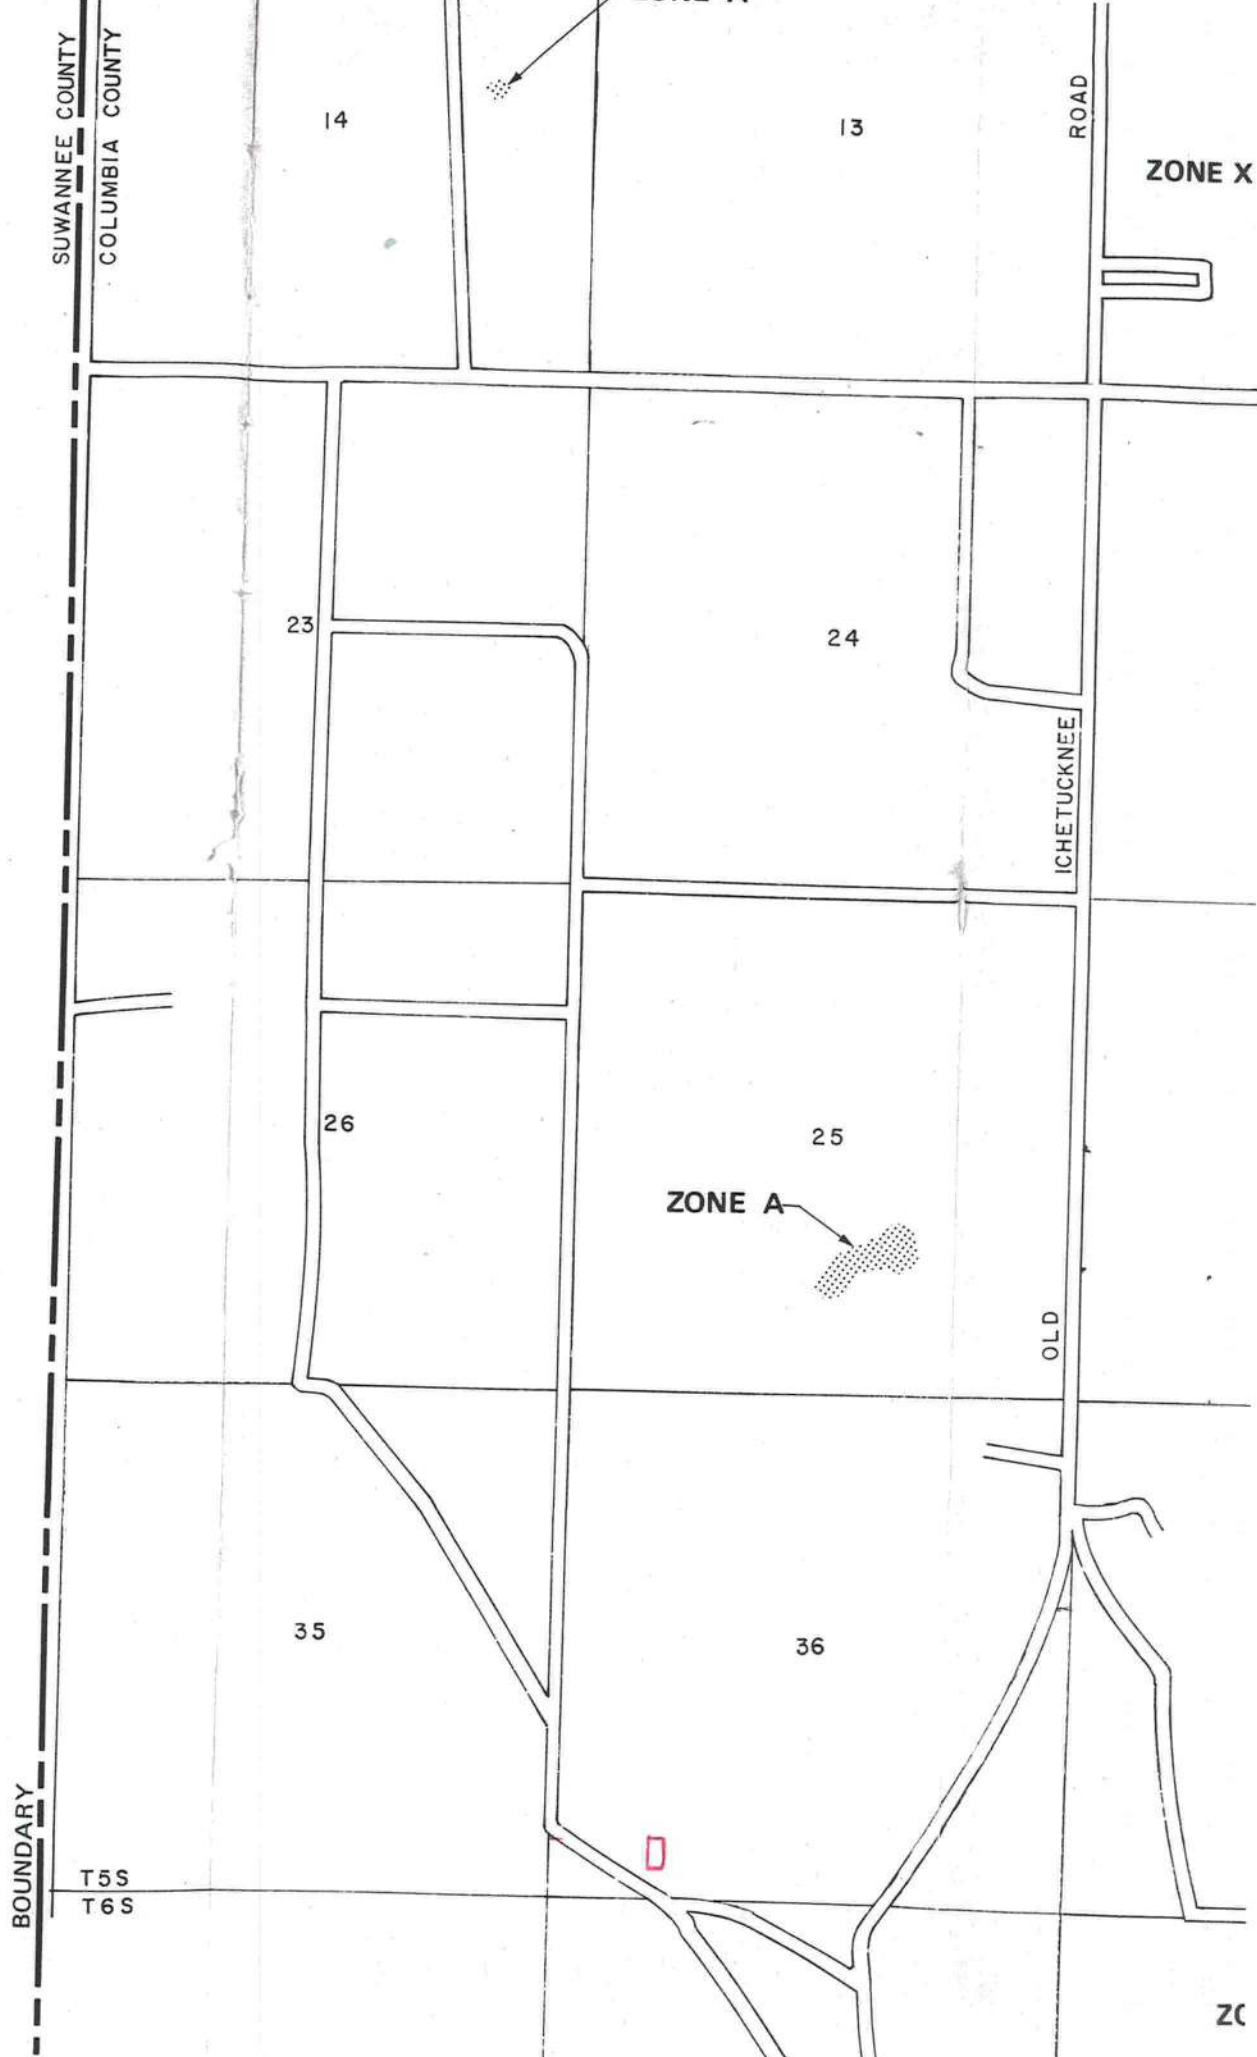 SUWANNEE COUNTY
COLUMBIA COUNTY
14
13
ROAD
ZONE X
23
24
ICHETUCKNEE
26
25
ZONE A
OLD
35
36
BOUNDARY
T5S
T6S